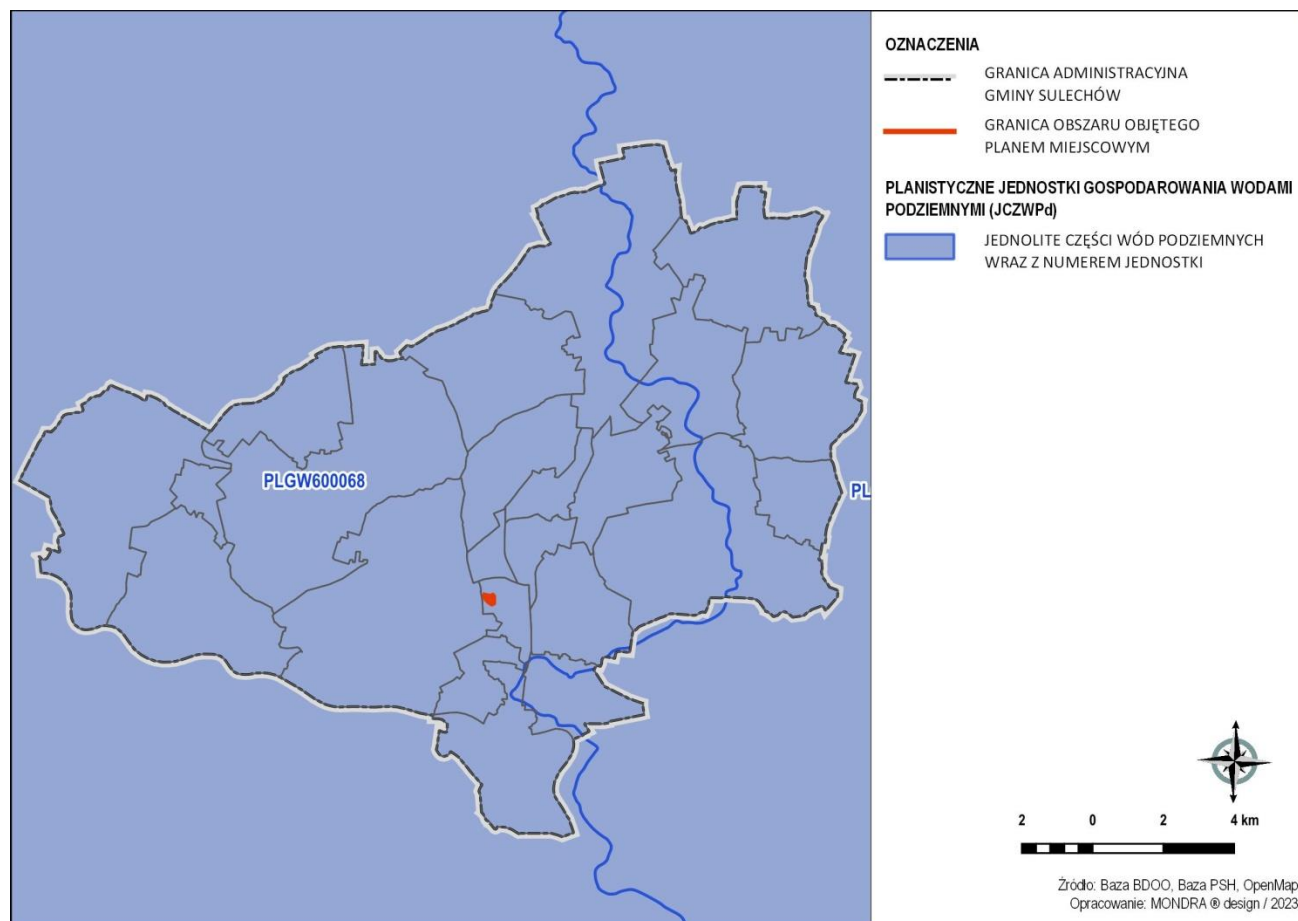 OZNACZENIA
GRANICA ADMINISTRACYJNA
GMINY SULECHÓW
GRANICA OBSZARU OBJĘTEGO
PLANEM MIEJSCOWYM
PLANISTYCZNE JEDNOSTKI GOSPODAROWANIA WODAMI
PODZIEMNYMI (JCZWPd)
JEDNOLITE CZĘŚCI WÓD PODZIEMNYCH
WRAZ Z NUMEREM JEDNOSTKI
PLGW600068
PL
2 0 2 4 km
Źródło: Baza BDOO, Baza PSH, OpenMap
Opracowanie: MONDRA ® design / 2023